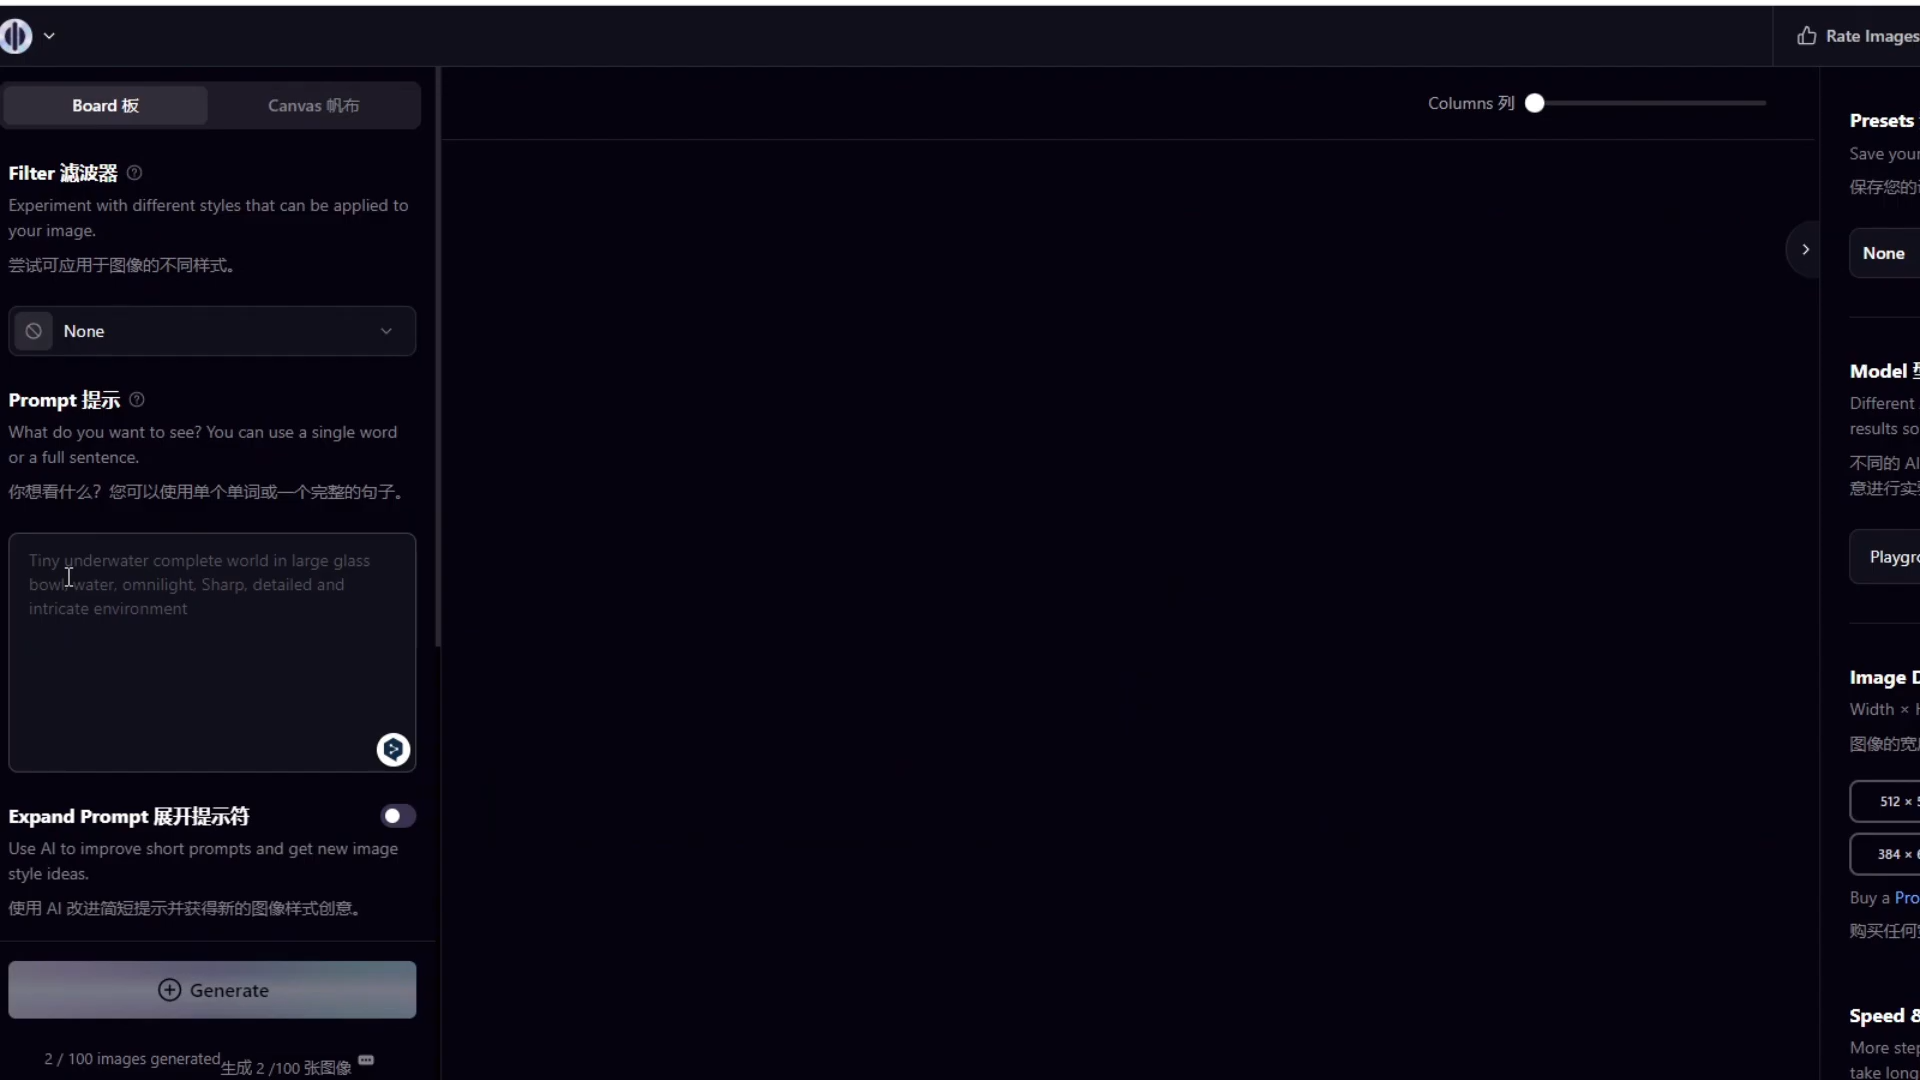 Rate Images
Board 板
Canvas 帆布
Columns 列
Filter 滤波器
Experiment with different styles that can be applied to
your image.
尝试可应用于图像的不同样式。
None
Prompt 提示
What do you want to see? You can use a single word
or a full sentence.
你想看什么？您可以使用单个单词或一个完整的句子。
Tiny underwater complete world in large glass
bowl, water, omnilight, Sharp, detailed and
intricate environment
Expand Prompt 展开提示符
Use AI to improve short prompts and get new image
style ideas.
使用 AI 改进简短提示并获得新的图像样式创意。
Generate
2 / 100 images generated
生成 2 /100 张图像
Presets
Save your
保存您的
None
Model
Different
results so
不同的 AI
意进行实
Playgr
Image D
Width ×
图像的宽
512 ×
384 ×
Buy a Pro
购买任何
Speed &
More step
take long